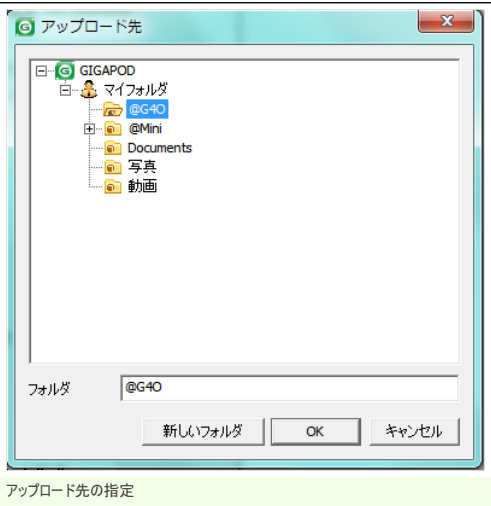 アップロード先
GIGAPOD
マイフォルダ
@G4O
@Mini
Documents
写真
動画
フォルダ @G4O
新しいフォルダ OK キャンセル
アップロード先の指定